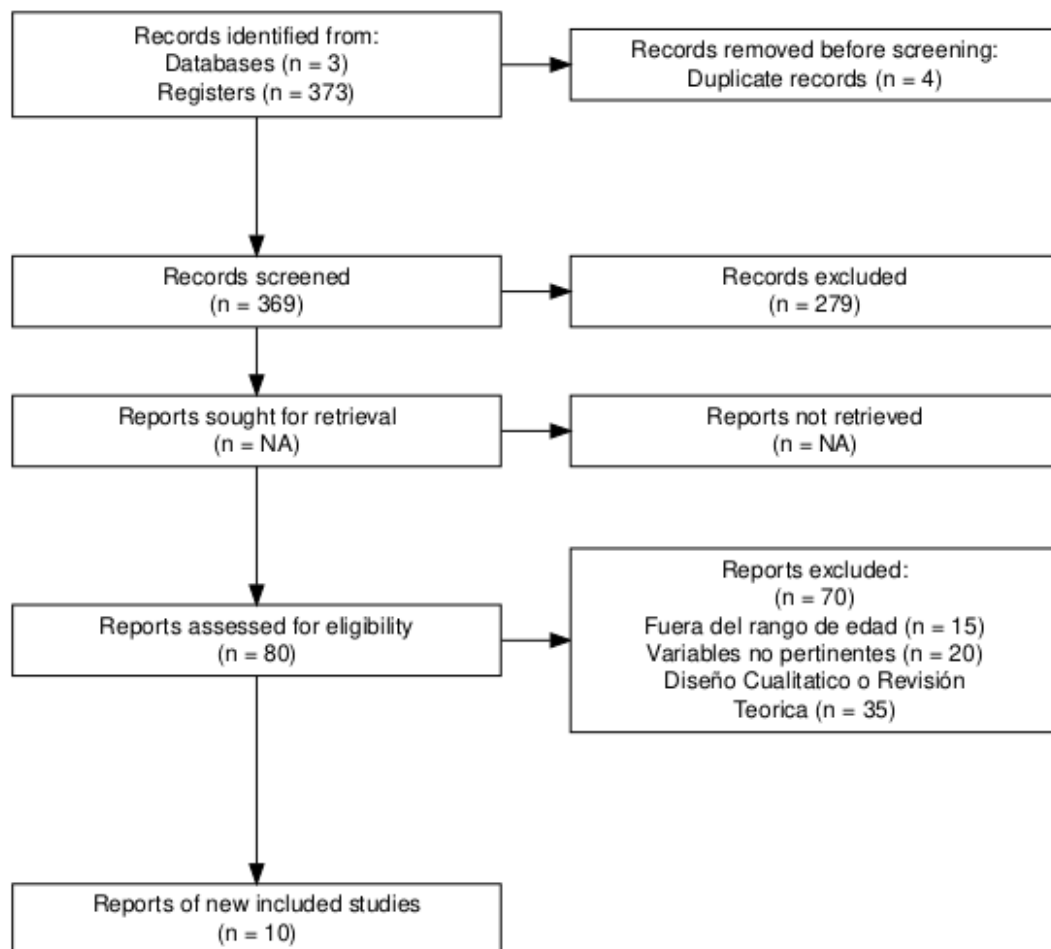 Records identified from:
Databases (n = 3)
Registers (n = 373)
Records removed before screening:
Duplicate records (n = 4)
Records screened
(n = 369)
Records excluded
(n = 279)
Reports sought for retrieval
(n = NA)
Reports not retrieved
(n = NA)
Reports assessed for eligibility
(n = 80)
Reports excluded:
(n = 70)
Fuera del rango de edad (n = 15)
Variables no pertinentes (n = 20)
Diseño Cualitatico o Revisión
Teorica (n = 35)
Reports of new included studies
(n = 10)